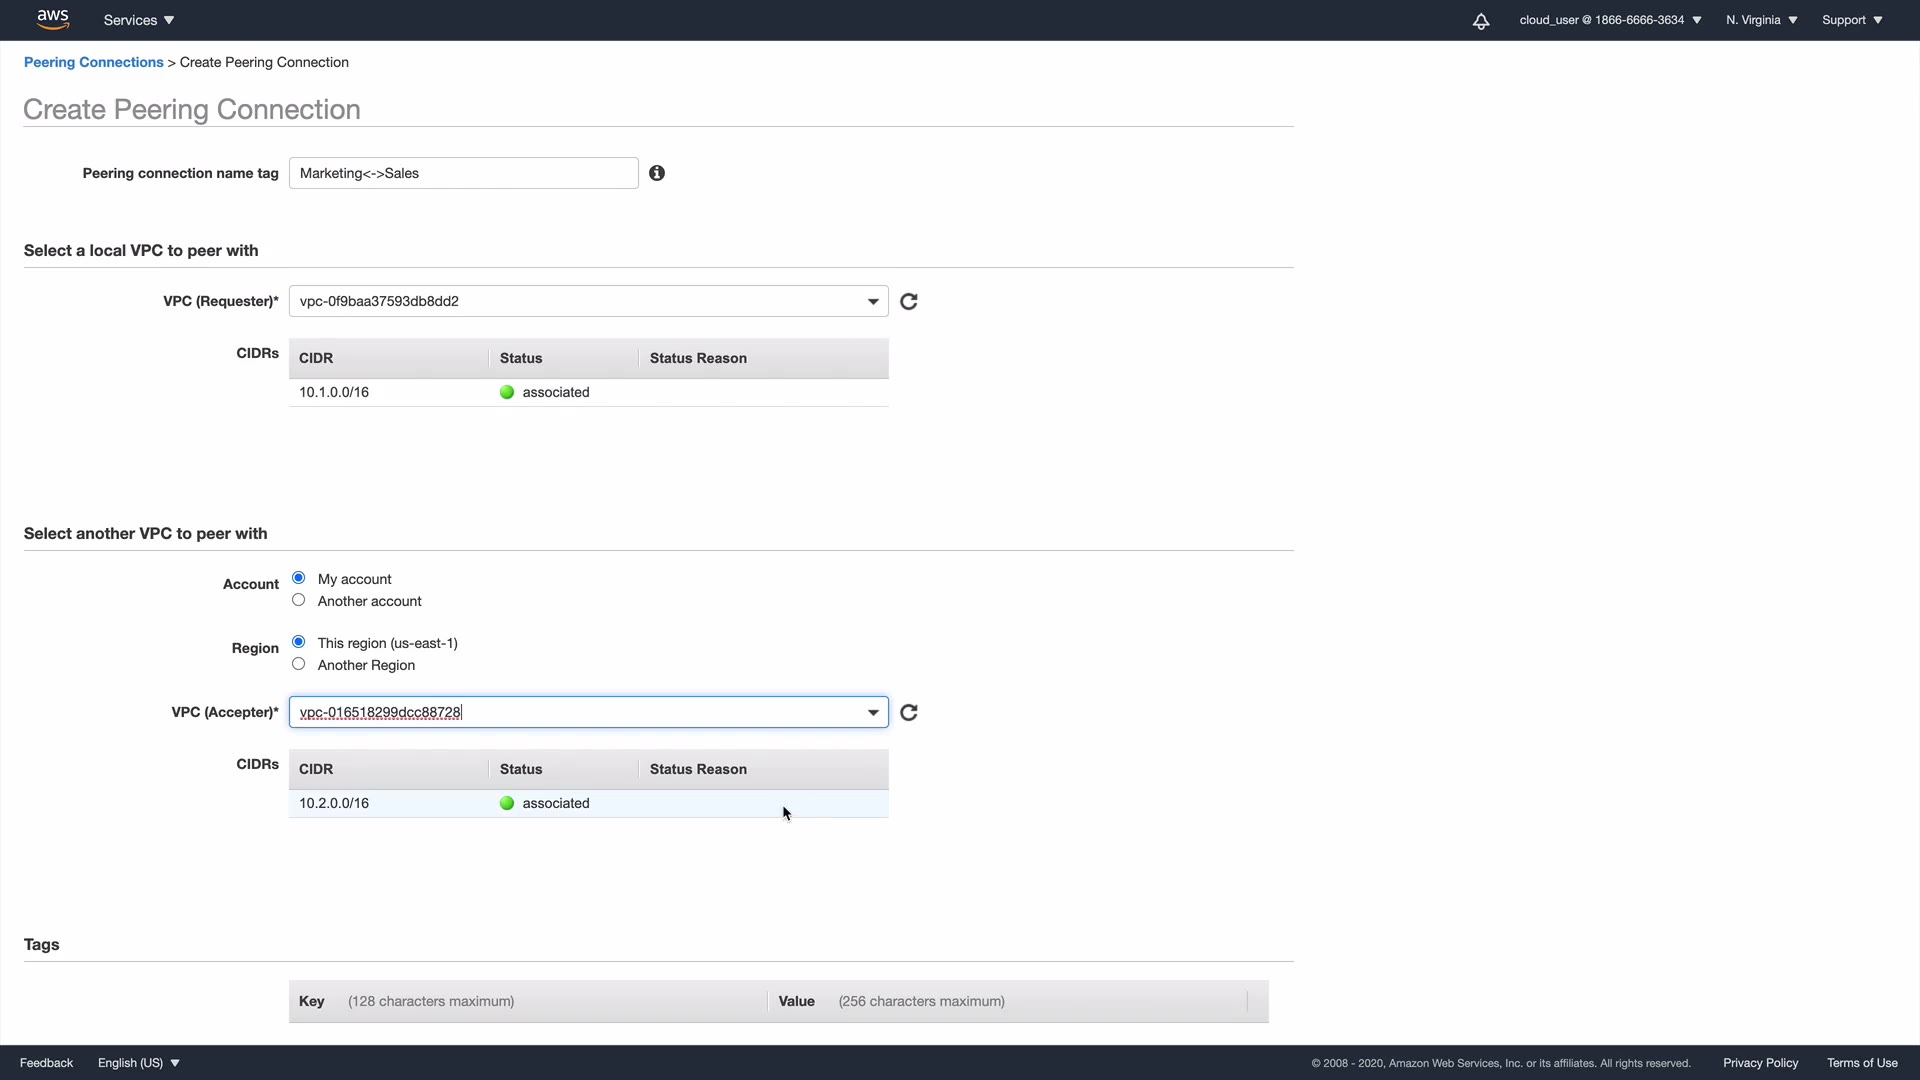 aws Services cloud_user @ 1866-6666-3634 N. Virginia Support
Peering Connections > Create Peering Connection
Create Peering Connection
Peering connection name tag Marketing<->Sales
Select a local VPC to peer with
VPC (Requester)* vpc-0f9baa37593db8dd2
CIDRs CIDR Status Status Reason
10.1.0.0/16 associated
Select another VPC to peer with
Account My account
Another account
Region This region (us-east-1)
Another Region
VPC (Accepter)* vpc-016518299dcc88728
CIDRs CIDR Status Status Reason
10.2.0.0/16 associated
Tags
Key (128 characters maximum) Value (256 characters maximum)
Feedback English (US) © 2008 - 2020, Amazon Web Services, Inc. or its affiliates. All rights reserved. Privacy Policy Terms of Use